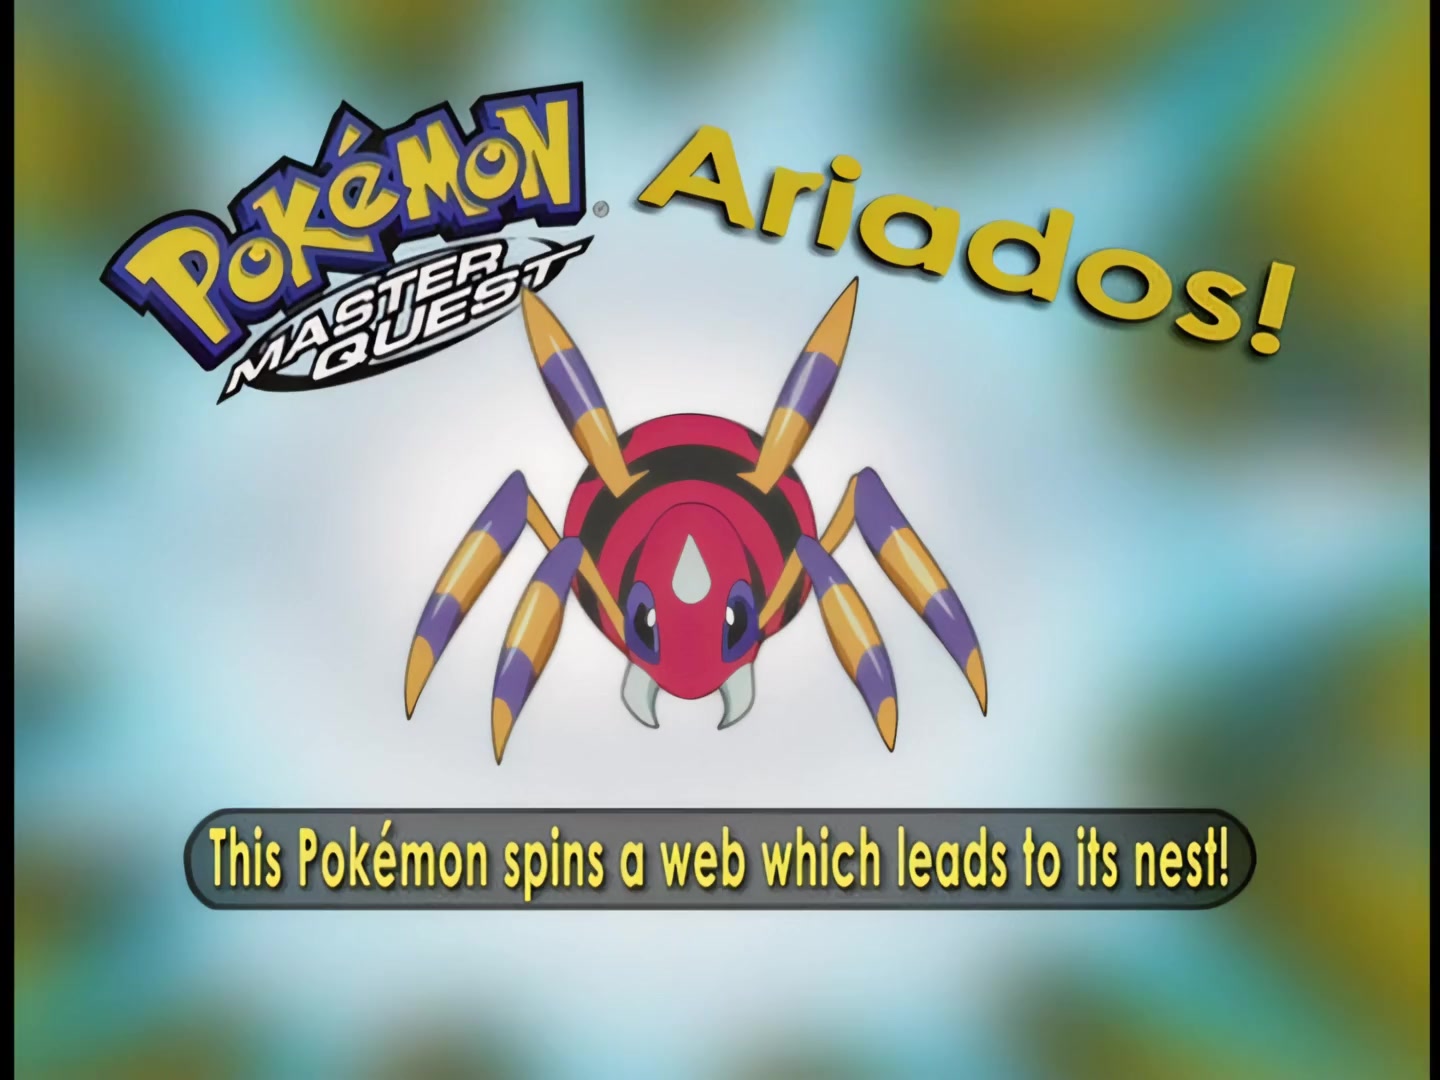 POKéMON®
MASTER
QUEST
Ariados!
This Pokémon spins a web which leads to its nest!